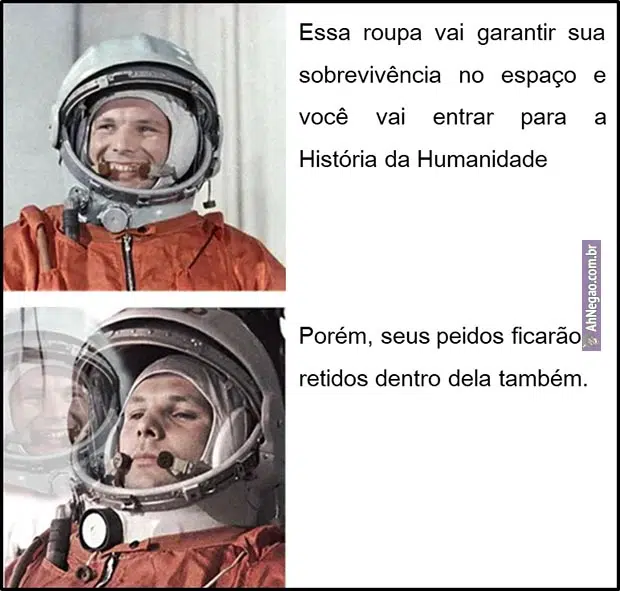 Essa roupa vai garantir sua
sobrevivência no espaço e
você vai entrar para a
História da Humanidade
AhNegao.com.br
Porém, seus peidos ficarão
retidos dentro dela também.